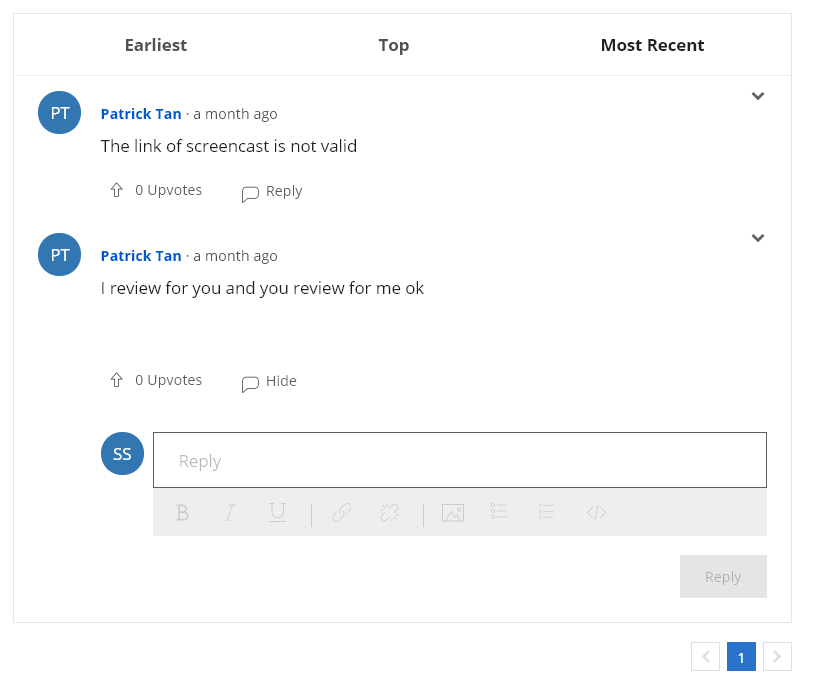 Earliest Top Most Recent
PT
Patrick Tan · a month ago
The link of screencast is not valid
0 Upvotes Reply
PT
Patrick Tan · a month ago
I review for you and you review for me ok
0 Upvotes Hide
SS
Reply
B I U </>
Reply
1